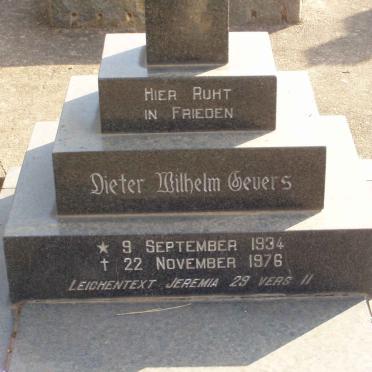 HIER RUHT
IN FRIEDEN
Dieter Wilhelm Gevers
* 9 SEPTEMBER 1934
† 22 NOVEMBER 1976
LEICHENTEXT JEREMIA 29 VERS 11